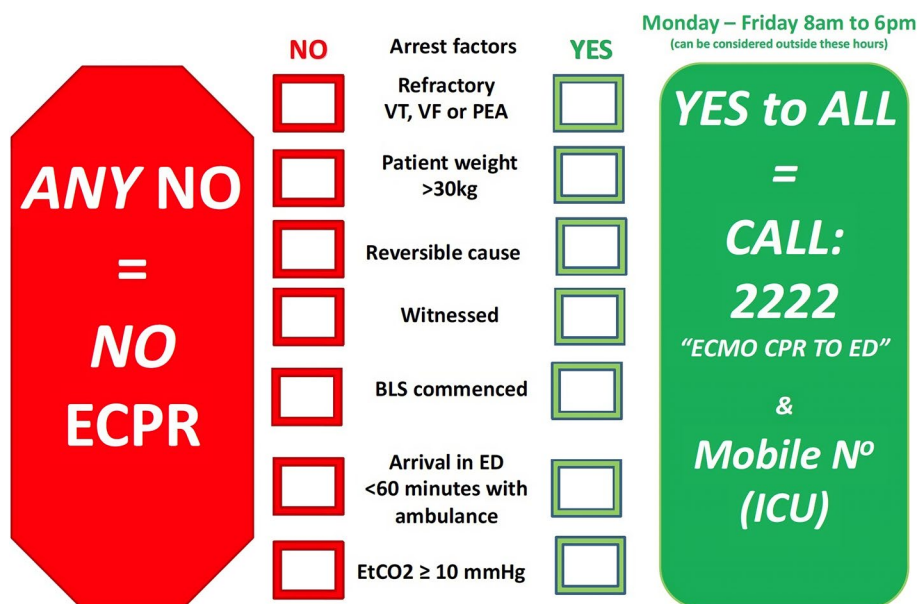 Monday – Friday 8am to 6pm
(can be considered outside these hours)
NO
Arrest factors
YES
ANY NO
=
NO
ECPR
Refractory
VT, VF or PEA
Patient weight
>30kg
Reversible cause
Witnessed
BLS commenced
Arrival in ED
<60 minutes with
ambulance
EtCO2 ≥ 10 mmHg
YES to ALL
=
CALL:
2222
“ECMO CPR TO ED”
&
Mobile Nº
(ICU)